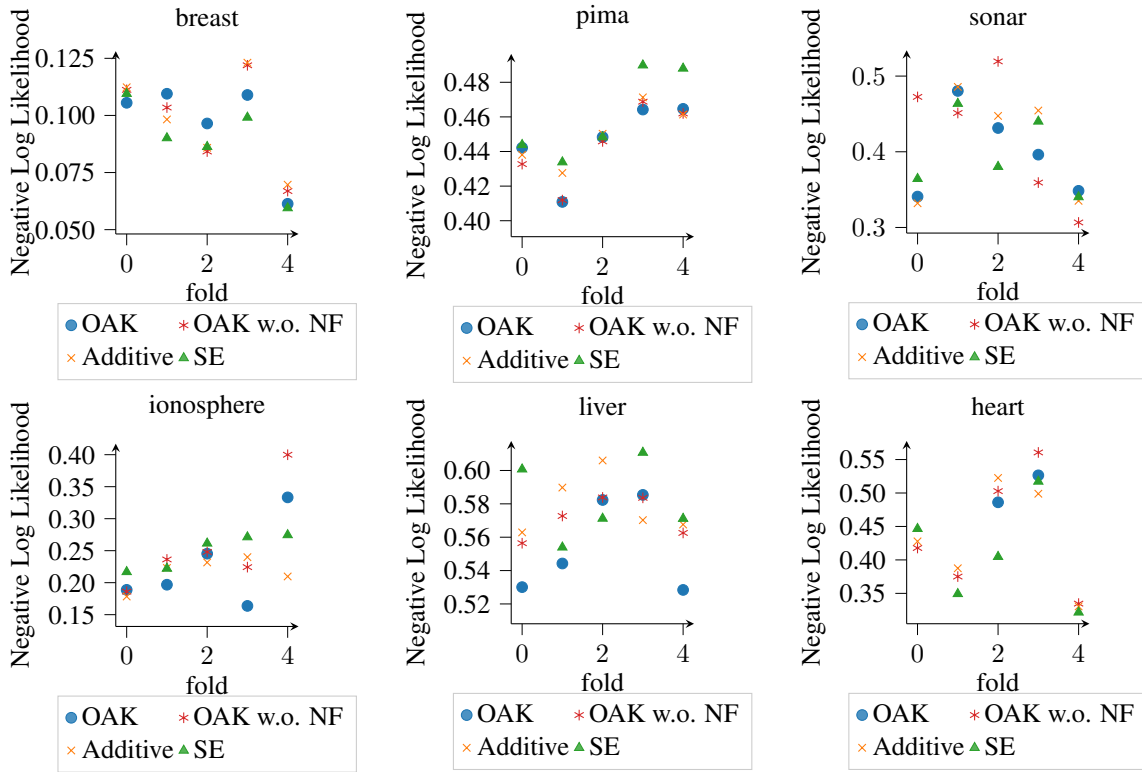 breast
Negative Log Likelihood
0.125
0.100
0.075
0.050
0 2 4
fold
OAK OAK w.o. NF
Additive SE
pima
Negative Log Likelihood
0.48
0.46
0.44
0.42
0.40
0 2 4
fold
OAK OAK w.o. NF
Additive SE
sonar
Negative Log Likelihood
0.5
0.4
0.3
0 2 4
fold
OAK OAK w.o. NF
Additive SE
ionosphere
Negative Log Likelihood
0.40
0.35
0.30
0.25
0.20
0.15
0 2 4
fold
OAK OAK w.o. NF
Additive SE
liver
Negative Log Likelihood
0.60
0.58
0.56
0.54
0.52
0 2 4
fold
OAK OAK w.o. NF
Additive SE
heart
Negative Log Likelihood
0.55
0.50
0.45
0.40
0.35
0 2 4
fold
OAK OAK w.o. NF
Additive SE